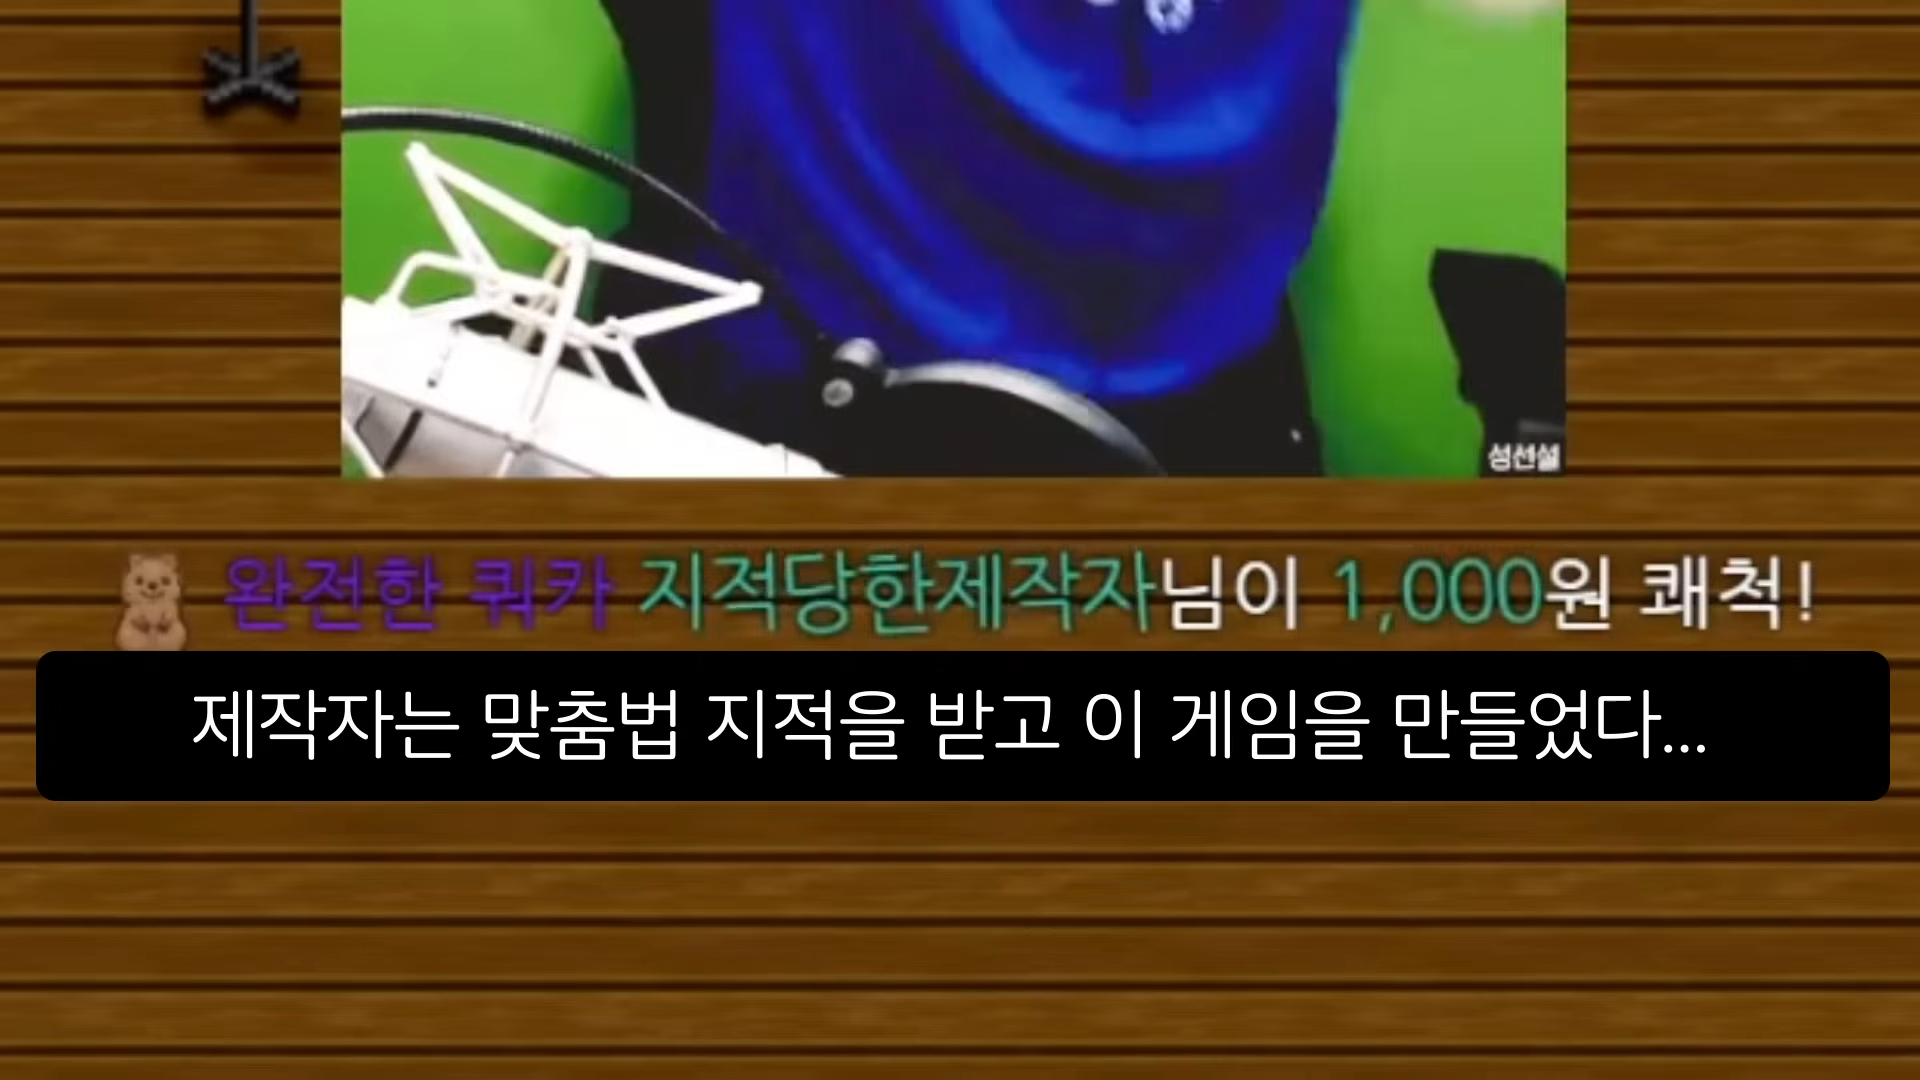 성선설
완전한 쿼카 지적당한제작자님이 1,000원 쾌척!
제작자는 맞춤법 지적을 받고 이 게임을 만들었다...